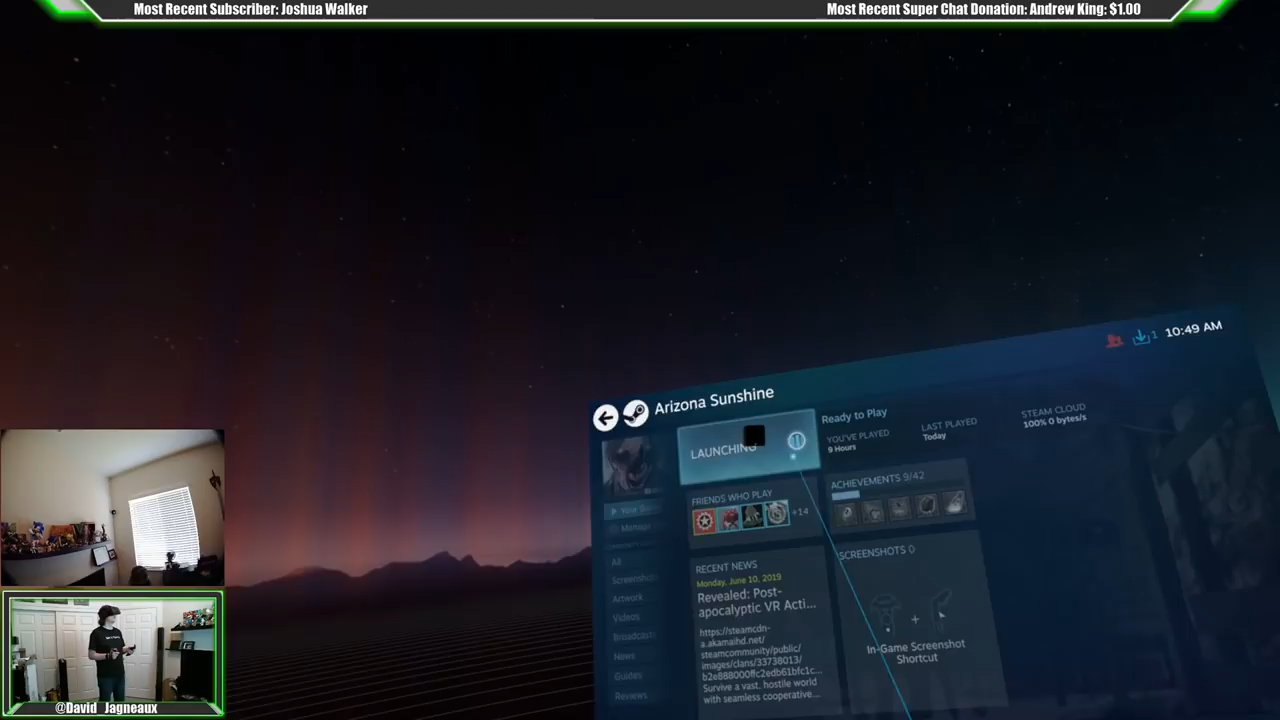 Most Recent Subscriber: Joshua Walker
Most Recent Super Chat Donation: Andrew King: $1.00
10:49 AM
1
Arizona Sunshine
LAUNCHING
Ready to Play
YOU'VE PLAYED
9 Hours
LAST PLAYED
Today
STEAM CLOUD
100% 0 bytes/s
Manage
All
Screenshots
Artwork
Videos
Broadcasts
News
Guides
Reviews
FRIENDS WHO PLAY
+14
ACHIEVEMENTS 9/42
RECENT NEWS
Monday, June 10, 2019
Revealed: Post-
apocalyptic VR Acti...
https://steamcdn-
a.akamaihd.net/
steamcommunity/public/
images/clans/33738013/
b2e888000ffc2edb61bfc1c...
Survive a vast, hostile world
with seamless cooperative...
SCREENSHOTS 0
+
In-Game Screenshot
Shortcut
@David_Jagneaux